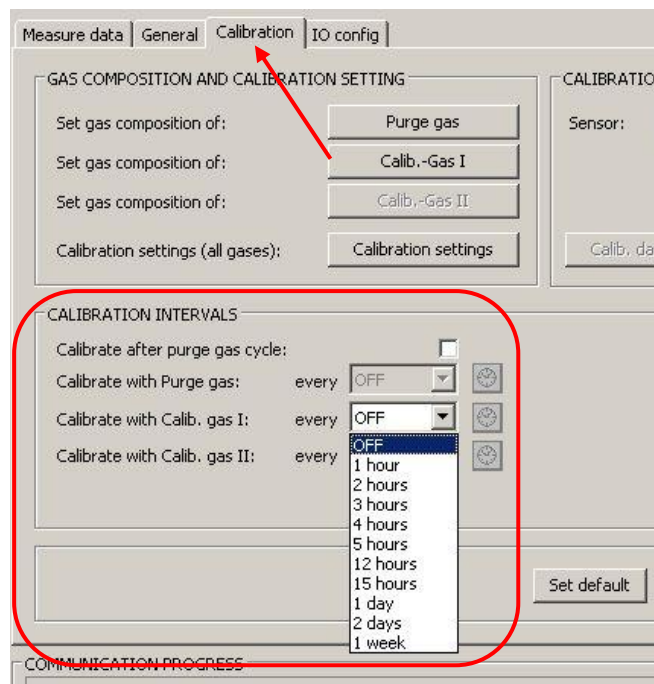 Measure data General Calibration IO config
GAS COMPOSITION AND CALIBRATION SETTING
Set gas composition of: Purge gas
Set gas composition of: Calib.-Gas I
Set gas composition of: Calib.-Gas II
Calibration settings (all gases): Calibration settings
CALIBRATIO
Sensor:
Calib. da
CALIBRATION INTERVALS
Calibrate after purge gas cycle:
Calibrate with Purge gas: every OFF
Calibrate with Calib. gas I: every OFF
Calibrate with Calib. gas II: every
OFF
1 hour
2 hours
3 hours
4 hours
5 hours
12 hours
15 hours
1 day
2 days
1 week
Set default
COMMUNICATION PROGRESS